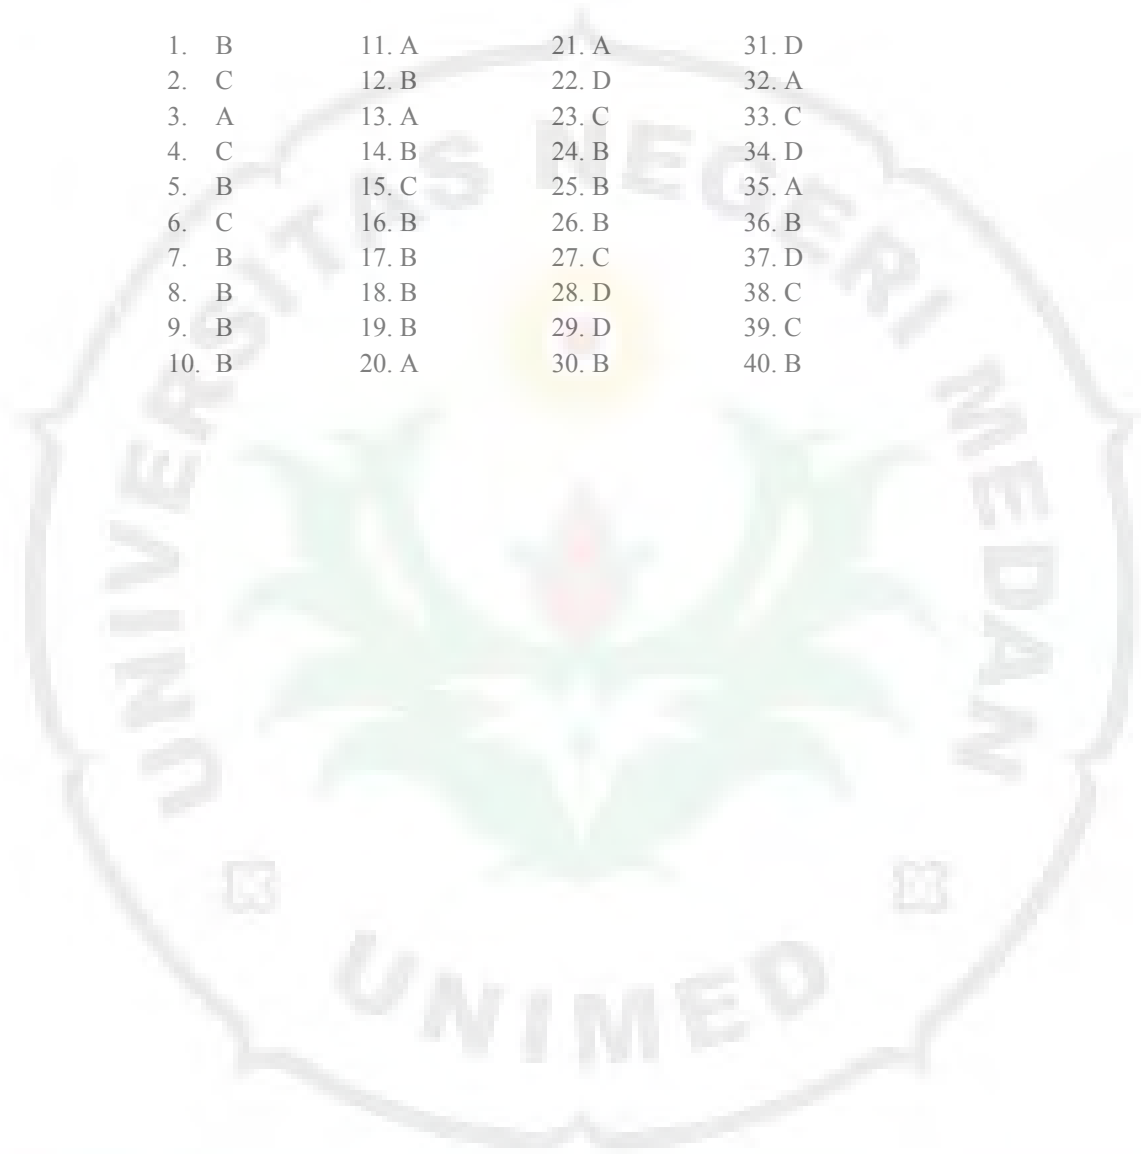 1. B 11. A 21. A 31. D
2. C 12. B 22. D 32. A
3. A 13. A 23. C 33. C
4. C 14. B 24. B 34. D
5. B 15. C 25. B 35. A
6. C 16. B 26. B 36. B
7. B 17. B 27. C 37. D
8. B 18. B 28. D 38. C
9. B 19. B 29. D 39. C
10. B 20. A 30. B 40. B
UNIVERSITAS NEGERI MEDAN
UNIMED